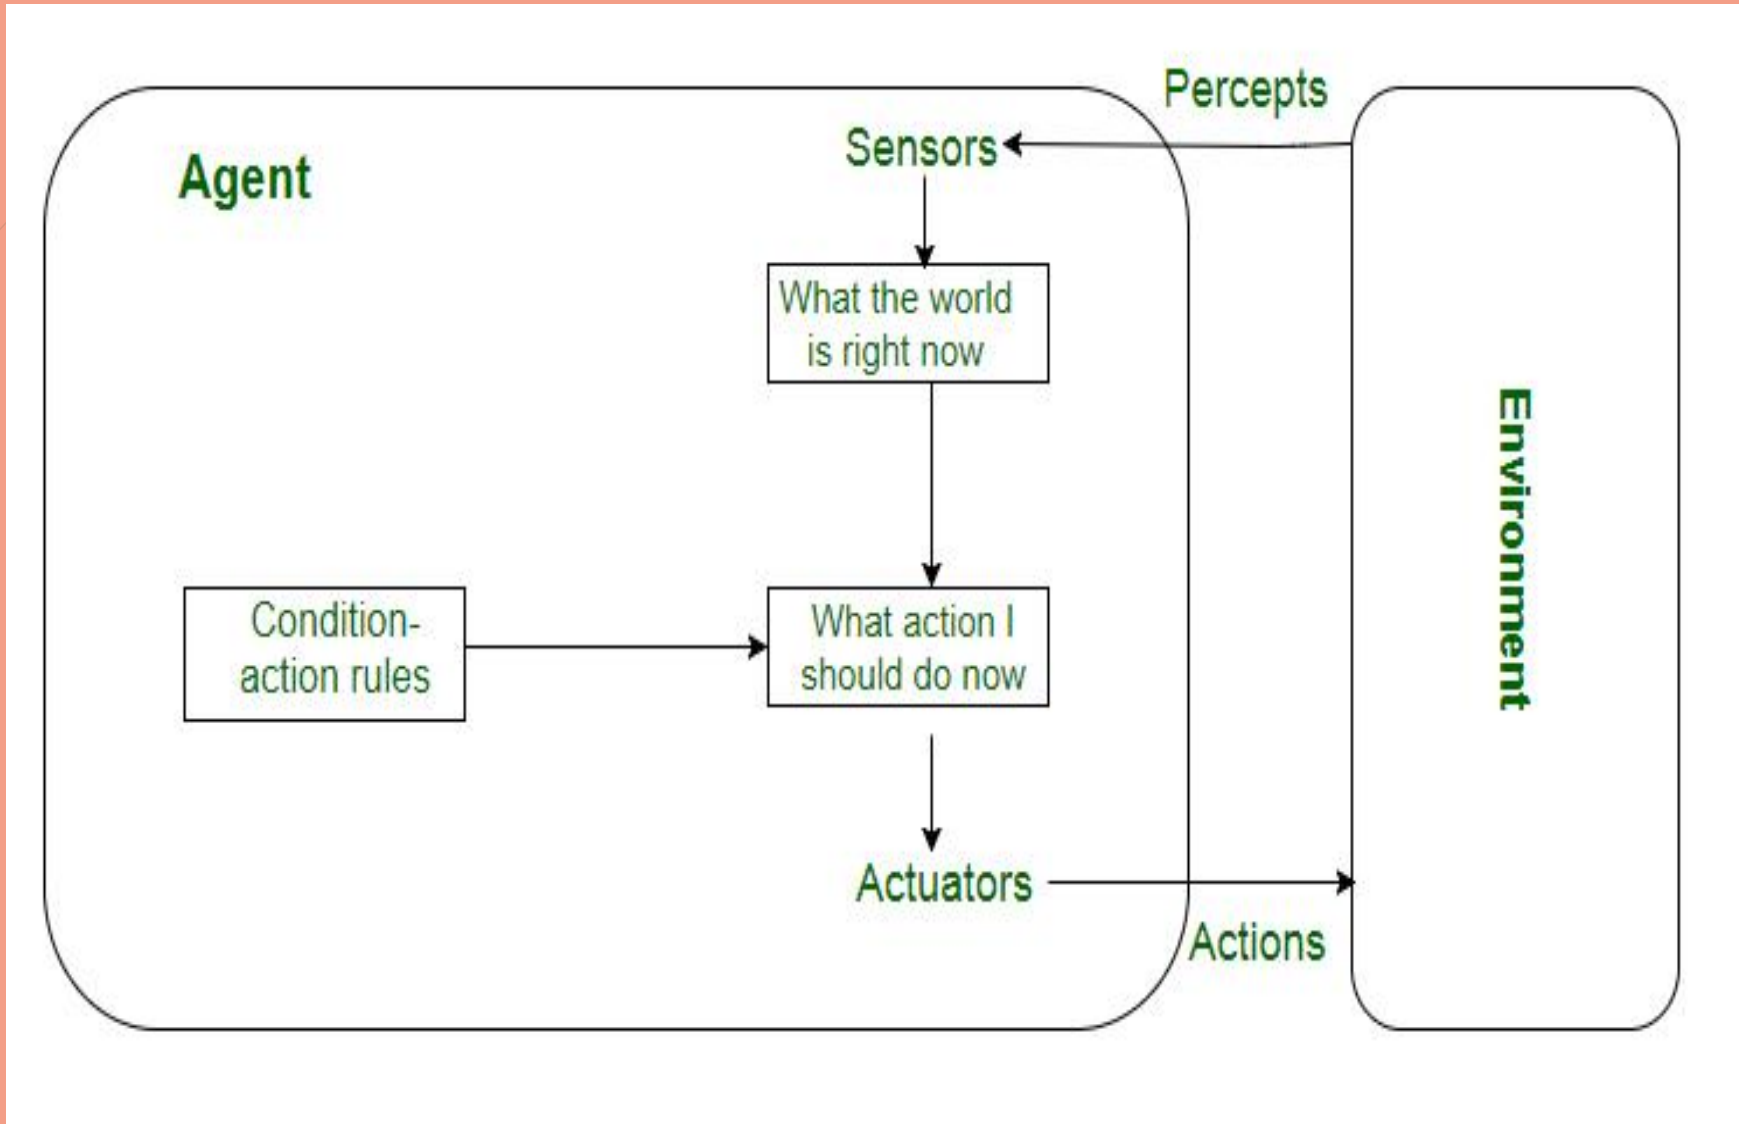 Percepts
Sensors
Agent
What the world
is right now
Environment
Condition-
action rules
What action I
should do now
Actuators
Actions